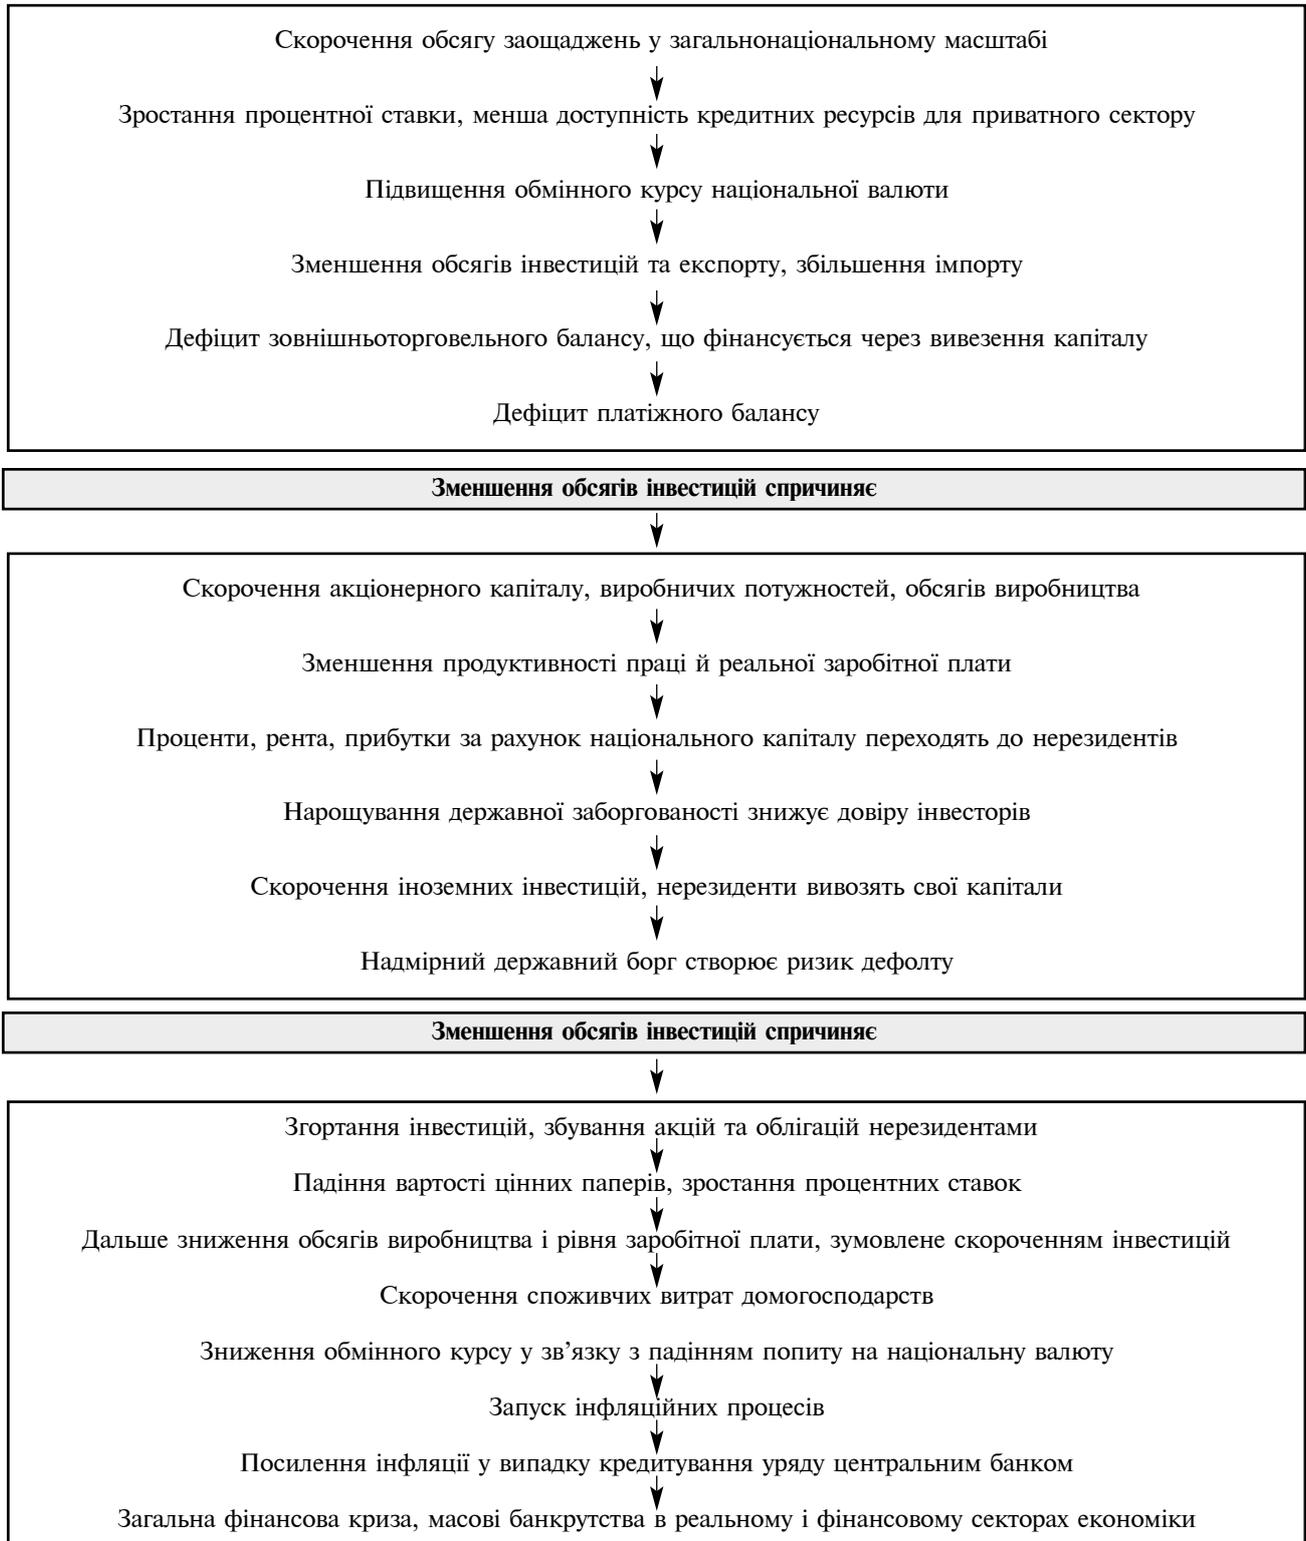 Скорочення обсягу заощаджень у загальнонаціональному масштабі
Зростання процентної ставки, менша доступність кредитних ресурсів для приватного сектору
Підвищення обмінного курсу національної валюти
Зменшення обсягів інвестицій та експорту, збільшення імпорту
Дефіцит зовнішньоторговельного балансу, що фінансується через вивезення капіталу
Дефіцит платіжного балансу
Зменшення обсягів інвестицій спричиняє
Скорочення акціонерного капіталу, виробничих потужностей, обсягів виробництва
Зменшення продуктивності праці й реальної заробітної плати
Проценти, рента, прибутки за рахунок національного капіталу переходять до нерезидентів
Нарощування державної заборгованості знижує довіру інвесторів
Скорочення іноземних інвестицій, нерезиденти вивозять свої капітали
Надмірний державний борг створює ризик дефолту
Зменшення обсягів інвестицій спричиняє
Згортання інвестицій, збування акцій та облігацій нерезидентами
Падіння вартості цінних паперів, зростання процентних ставок
Дальше зниження обсягів виробництва і рівня заробітної плати, зумовлене скороченням інвестицій
Скорочення споживчих витрат домогосподарств
Зниження обмінного курсу у зв’язку з падінням попиту на національну валюту
Запуск інфляційних процесів
Посилення інфляції у випадку кредитування уряду центральним банком
Загальна фінансова криза, масові банкрутства в реальному і фінансовому секторах економіки